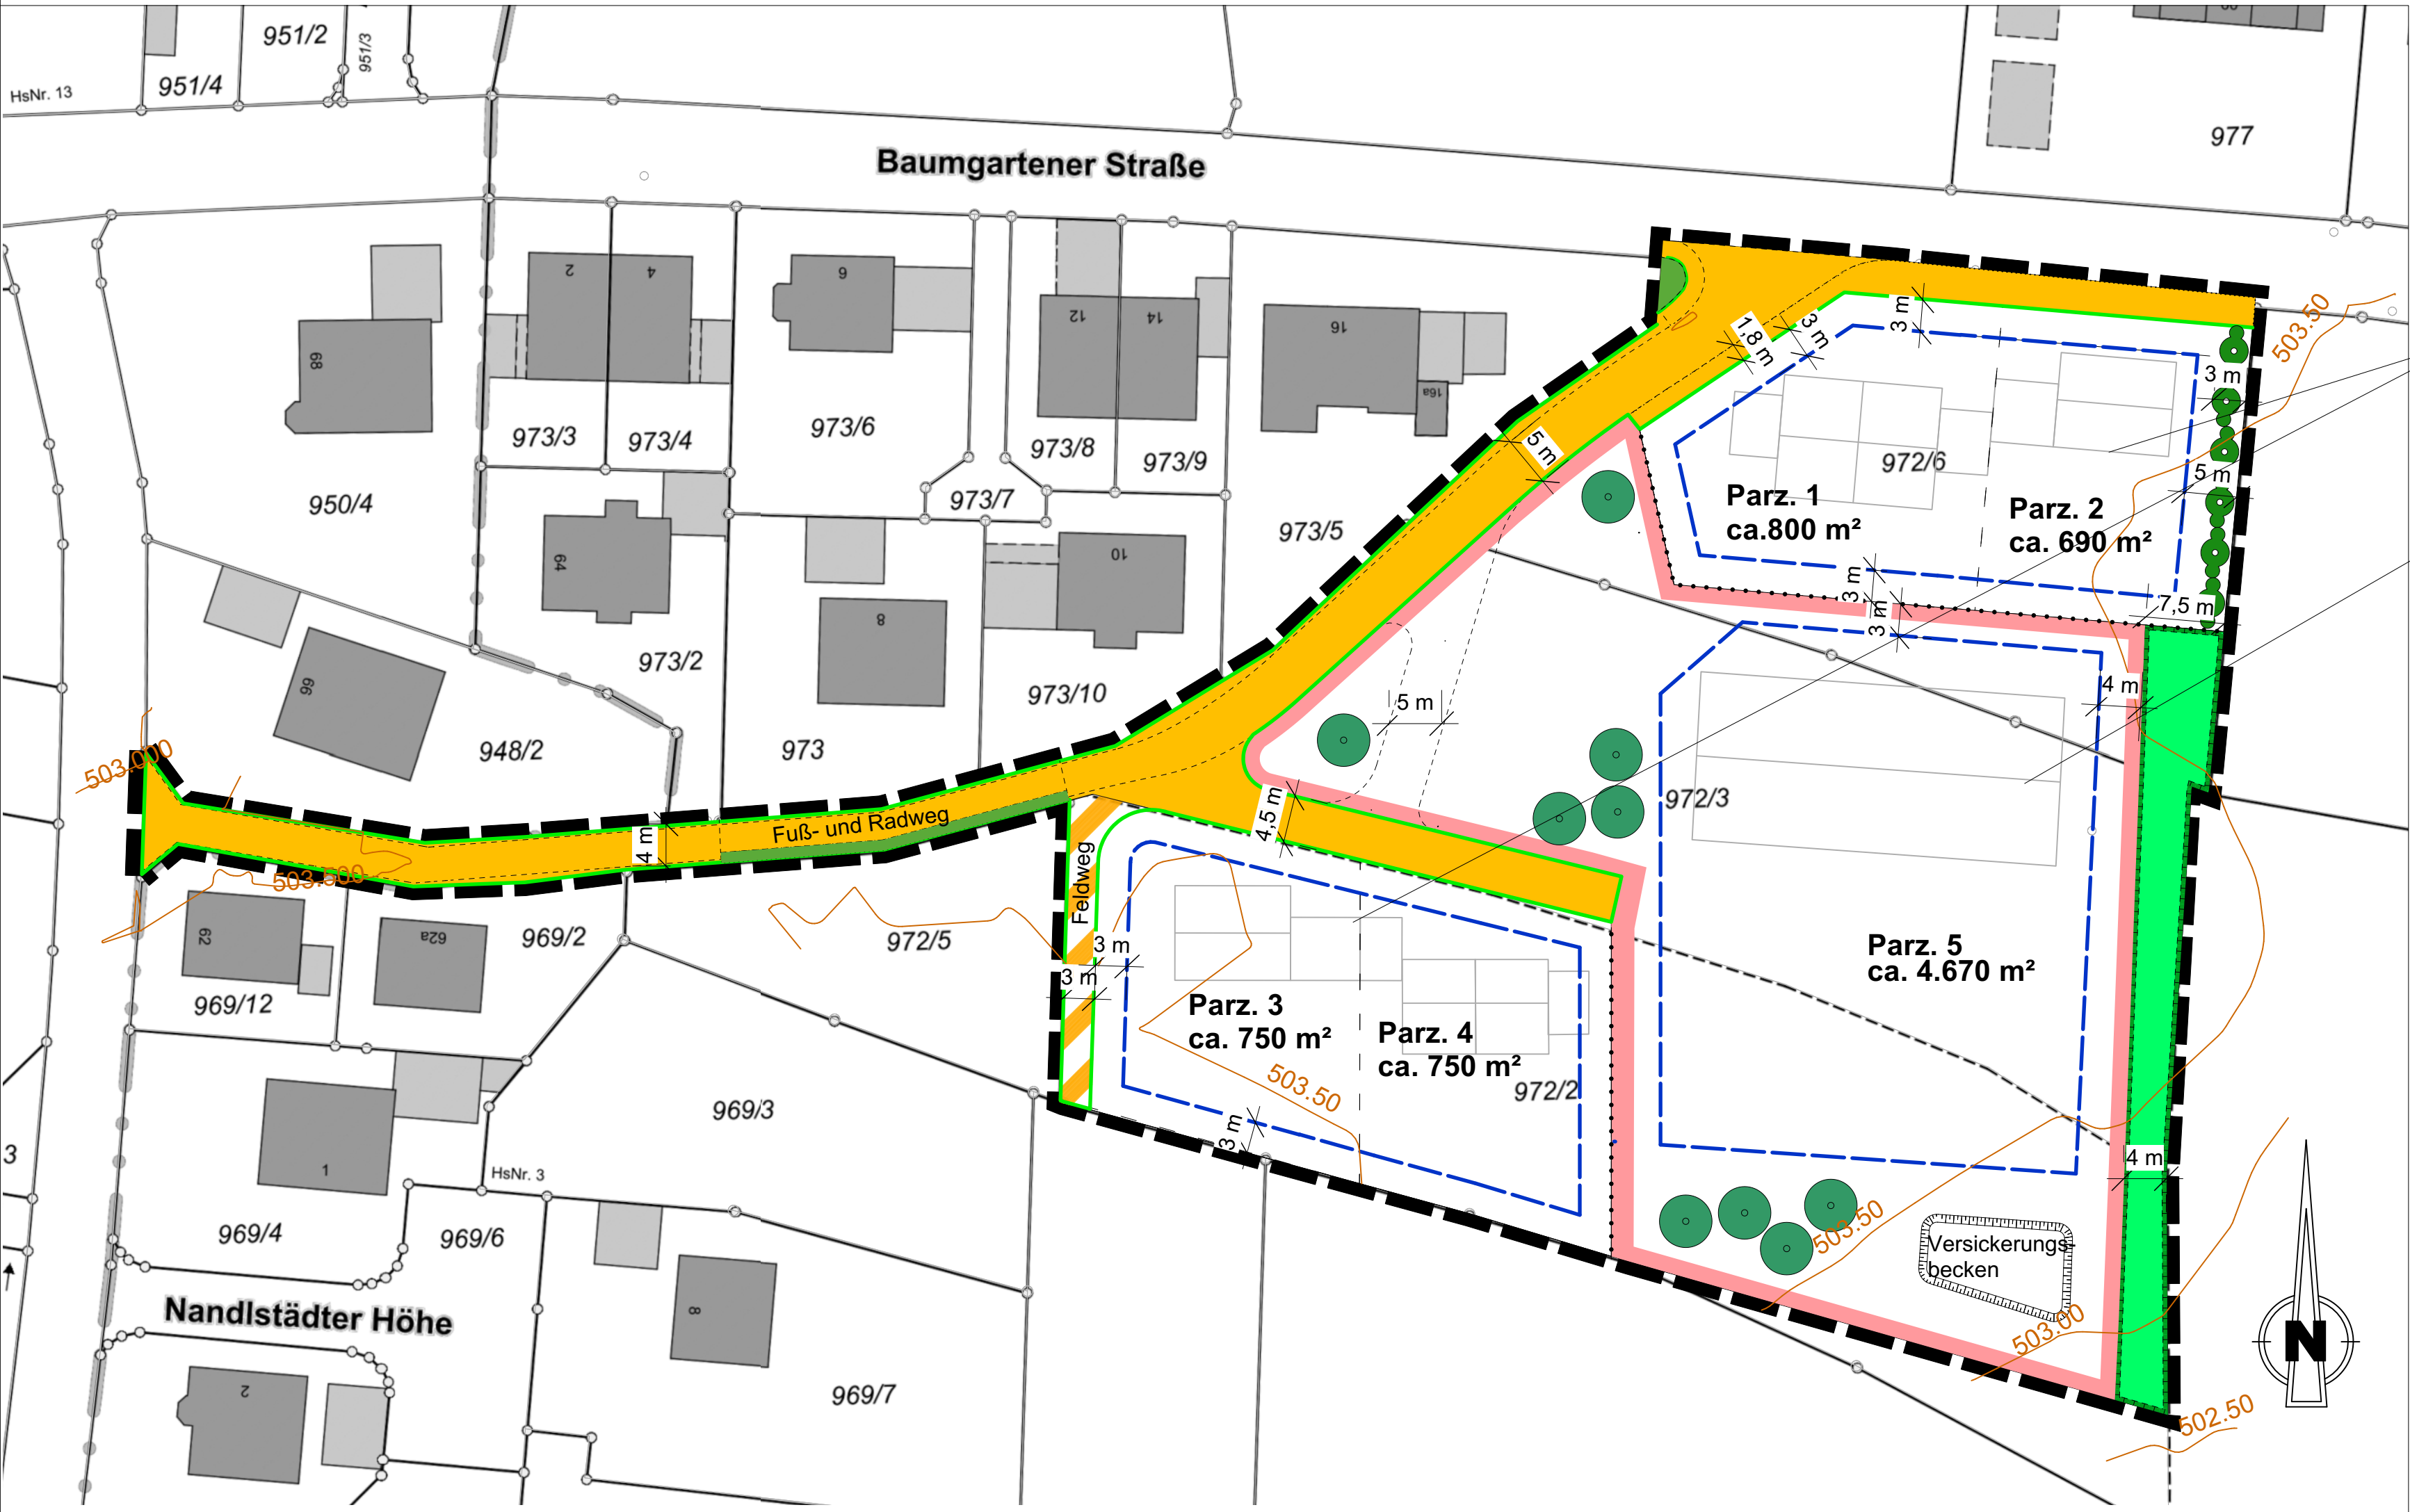 951/2
951/3
951/4
HsNr. 13
977
Baumgartener Straße
503.50
2
4
6
12
14
16
16a
68
3 m
1,8 m
3 m
3 m
973/3
973/4
973/6
973/8
973/9
973/7
973/5
950/4
5 m
972/6
5 m
Parz. 1
ca.800 m²
Parz. 2
ca. 690 m²
64
10
8
3 m
3 m
7,5 m
973/2
973/10
66
948/2
973
5 m
4 m
503.000
972/3
4,5 m
4 m
Fuß- und Radweg
503.500
Feldweg
62
62a
969/2
972/5
3 m
3 m
969/12
Parz. 3
ca. 750 m²
Parz. 4
ca. 750 m²
Parz. 5
ca. 4.670 m²
503.50
972/2
969/3
3 m
4 m
3
1
HsNr. 3
969/4
969/6
503.50
Versickerungs-
becken
Nandlstädter Höhe
8
503.00
N
2
969/7
502.50